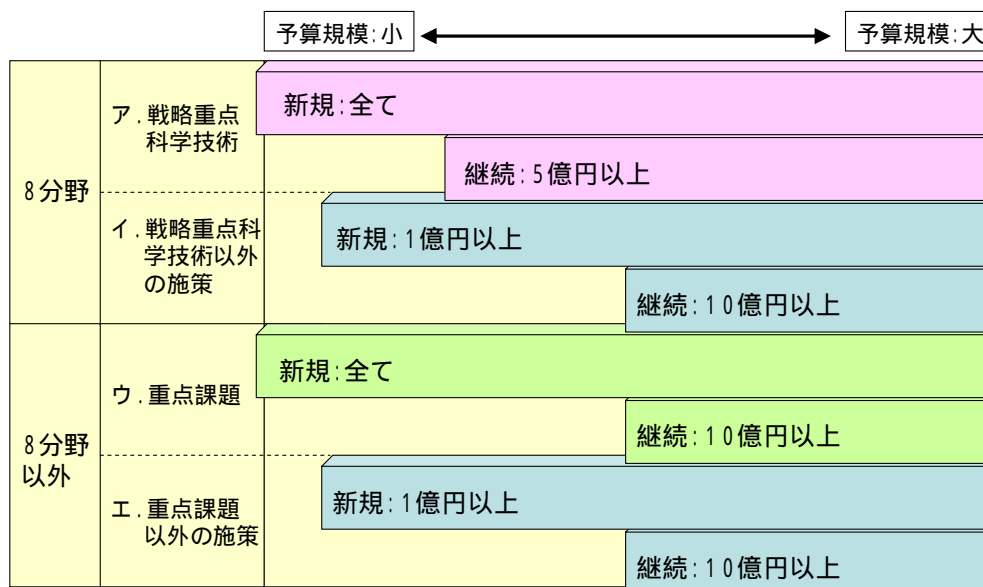 予算規模:小
予算規模:大
8分野
ア.戦略重点
科学技術
新規:全て
継続:5億円以上
イ.戦略重点科
学技術以外
の施策
新規:1億円以上
継続:10億円以上
8分野
以外
ウ.重点課題
新規:全て
継続:10億円以上
エ.重点課題
以外の施策
新規:1億円以上
継続:10億円以上